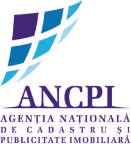 ANCPI
AGENȚIA NAȚIONALĂ
DE CADASTRU ȘI
PUBLICITATE IMOBILIARĂ